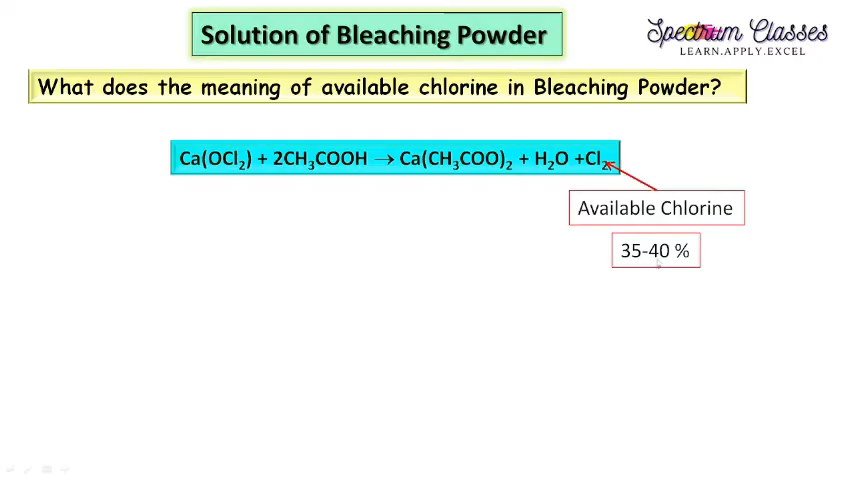 Solution of Bleaching Powder
Spectrum Classes
LEARN.APPLY.EXCEL
What does the meaning of available chlorine in Bleaching Powder?
Ca(OCl₂) + 2CH₃COOH → Ca(CH₃COO)₂ + H₂O +Cl₂
Available Chlorine
35-40 %